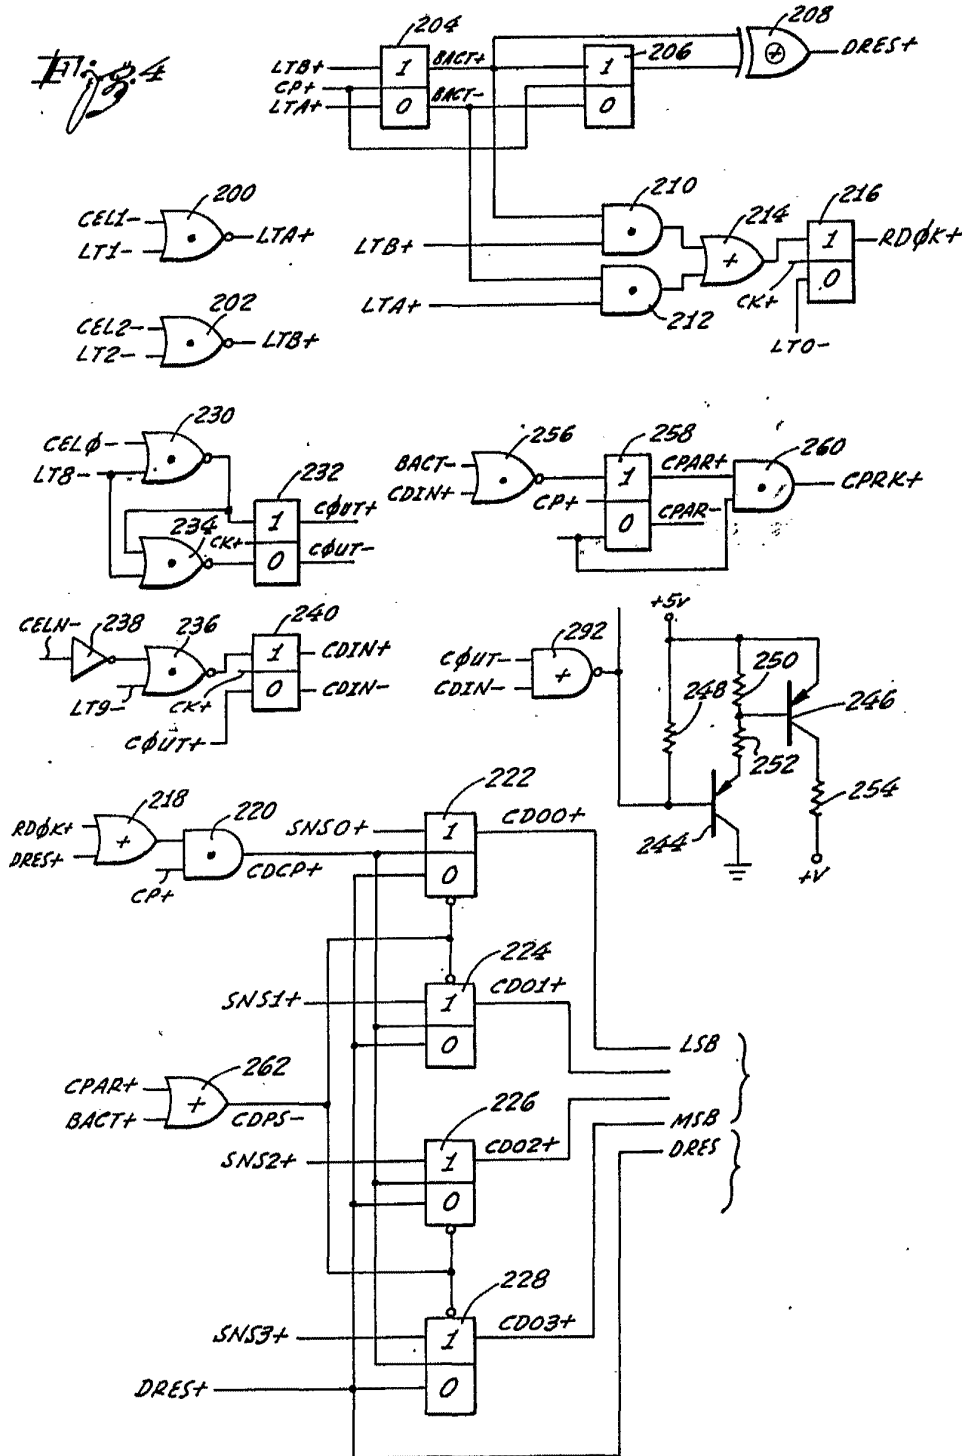 Fig. 4
204
LTB+
CP+
LTA+
1
0
BACT+
BACT-
206
1
0
208
+
DRES+
200
CEL1-
LT1-
LTA+
202
CEL2-
LT2-
LTB+
210
LTB+
214
+
216
1
0
RDØK+
CK+
LTO-
LTA+
212
230
CELØ-
LT8-
232
1
0
CØUT+
CØUT-
234
CK+
BACT-
CDIN+
256
258
1
0
CP+
CPAR+
CPAR-
260
CPRK+
CELN-
238
236
LT9-
240
1
0
CDIN+
CDIN-
CK+
CØUT+
CØUT-
CDIN-
292
+
+5V
248
250
246
252
254
244
+V
RDØK+
DRES+
218
+
220
CP+
CDCP+
222
SNS0+
1
0
CD00+
224
SNS1+
1
0
CD01+
CPAR+
BACT+
262
+
CDPS-
226
SNS2+
1
0
CD02+
LSB
MSB
DRES
228
SNS3+
1
0
CD03+
DRES+